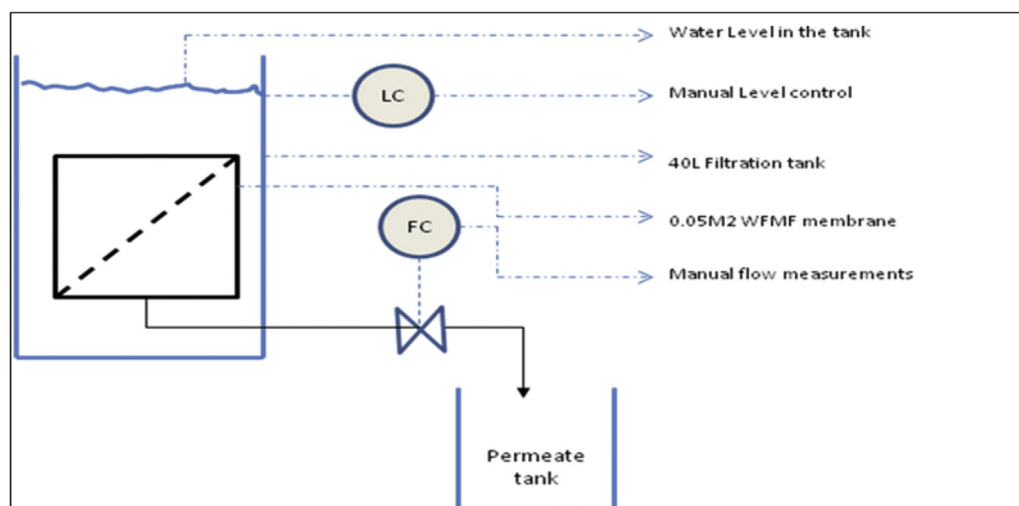 Water Level in the tank
LC
Manual Level control
40L Filtration tank
0.05M2 WFMF membrane
FC
Manual flow measurements
Permeate
tank